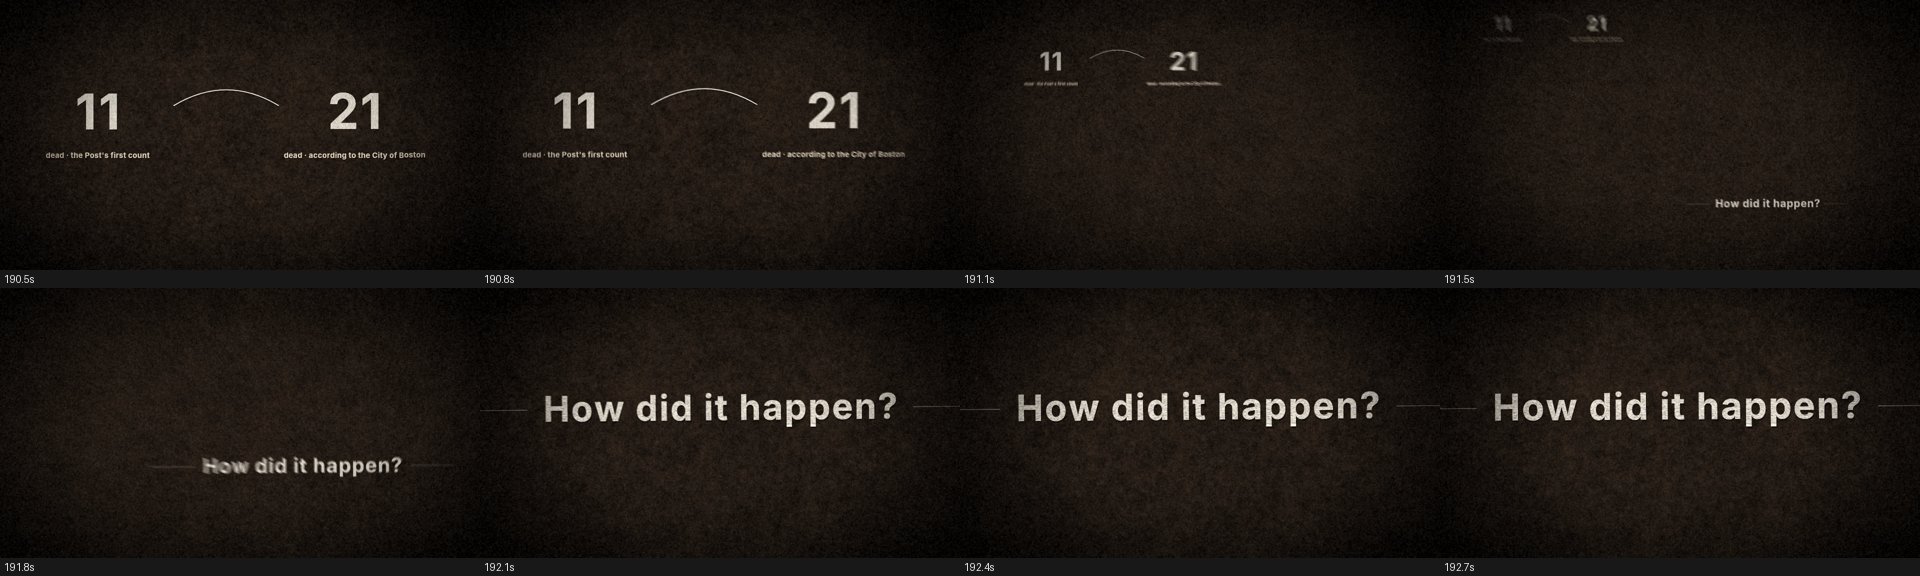 11 21
dead · the Post's first count dead · according to the City of Boston
190.5s
11 21
dead · the Post's first count dead · according to the City of Boston
190.8s
11 21
191.1s
11 21
How did it happen?
191.5s
How did it happen?
191.8s
How did it happen?
192.1s
How did it happen?
192.4s
How did it happen?
192.7s